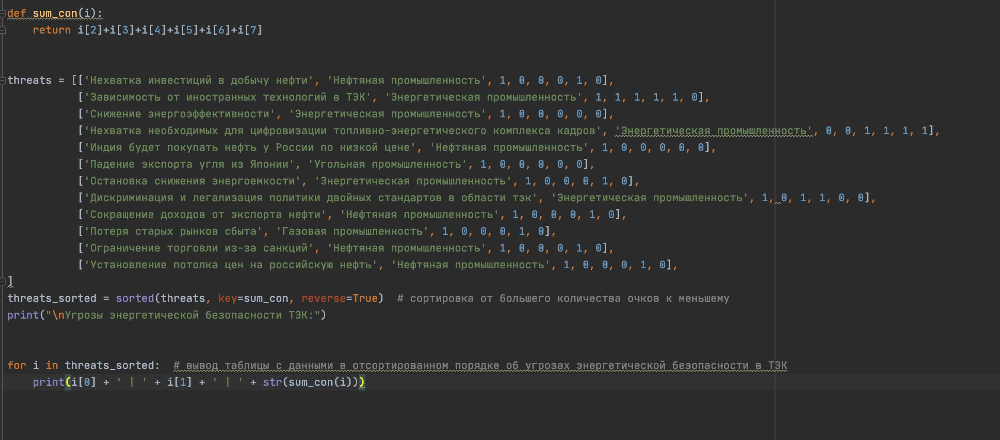 def sum_con(i):
    return i[2]+i[3]+i[4]+i[5]+i[6]+i[7]
threats = [['Нехватка инвестиций в добычу нефти', 'Нефтяная промышленность', 1, 0, 0, 0, 1, 0],
           ['Зависимость от иностранных технологий в ТЭК', 'Энергетическая промышленность', 1, 1, 1, 1, 1, 0],
           ['Снижение энергоэффективности', 'Энергетическая промышленность', 1, 0, 0, 0, 0, 0],
           ['Нехватка необходимых для цифровизации топливно-энергетического комплекса кадров', 'Энергетическая промышленность', 0, 0, 1, 1, 1, 1],
           ['Индия будет покупать нефть у России по низкой цене', 'Нефтяная промышленность', 1, 0, 0, 0, 0, 0],
           ['Падение экспорта угля из Японии', 'Угольная промышленность', 1, 0, 0, 0, 0, 0],
           ['Остановка снижения энергоемкости', 'Энергетическая промышленность', 1, 0, 0, 0, 1, 0],
           ['Дискриминация и легализация политики двойных стандартов в области тэк', 'Энергетическая промышленность', 1, 0, 1, 1, 0, 0],
           ['Сокращение доходов от экспорта нефти', 'Нефтяная промышленность', 1, 0, 0, 0, 1, 0],
           ['Потеря старых рынков сбыта', 'Газовая промышленность', 1, 0, 0, 0, 1, 0],
           ['Ограничение торговли из-за санкций', 'Нефтяная промышленность', 1, 0, 0, 0, 1, 0],
           ['Установление потолка цен на российскую нефть', 'Нефтяная промышленность', 1, 0, 0, 0, 1, 0],
]
threats_sorted = sorted(threats, key=sum_con, reverse=True)  # сортировка от большего количества очков к меньшему
print("\nУгрозы энергетической безопасности ТЭК:")
for i in threats_sorted:  # вывод таблицы с данными в отсортированном порядке об угрозах энергетической безопасности в ТЭК
    print(i[0] + ' | ' + i[1] + ' | ' + str(sum_con(i)))